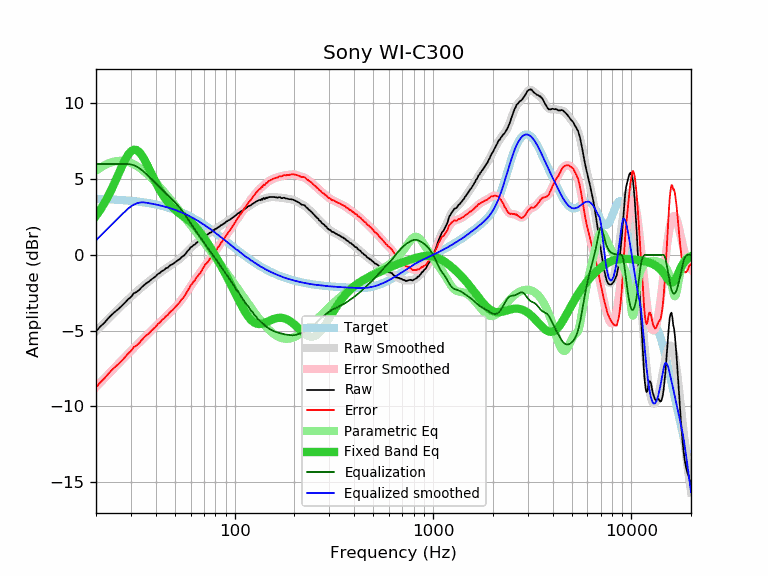 Sony WI-C300
Amplitude (dBr)
10
5
0
−5
−10
−15
Target
Raw Smoothed
Error Smoothed
Raw
Error
Parametric Eq
Fixed Band Eq
Equalization
Equalized smoothed
100
1000
10000
Frequency (Hz)